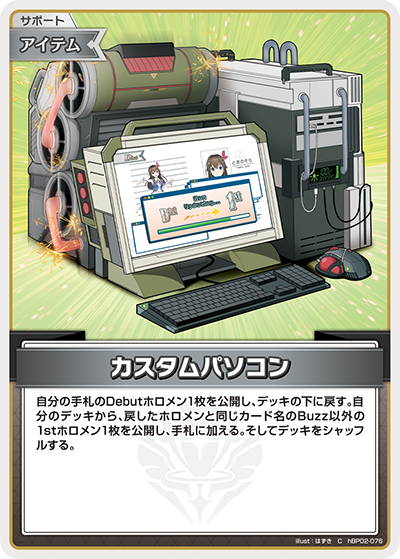 サポート
アイテム
ときのそら
1st
カスタムパソコン
自分の手札のDebutホロメン1枚を公開し、デッキの下に戻す。自
分のデッキから、戻したホロメンと同じカード名のBuzz以外の
1stホロメン1枚を公開し、手札に加える。そしてデッキをシャッフ
ルする。
illust：はずき C hBP02-076